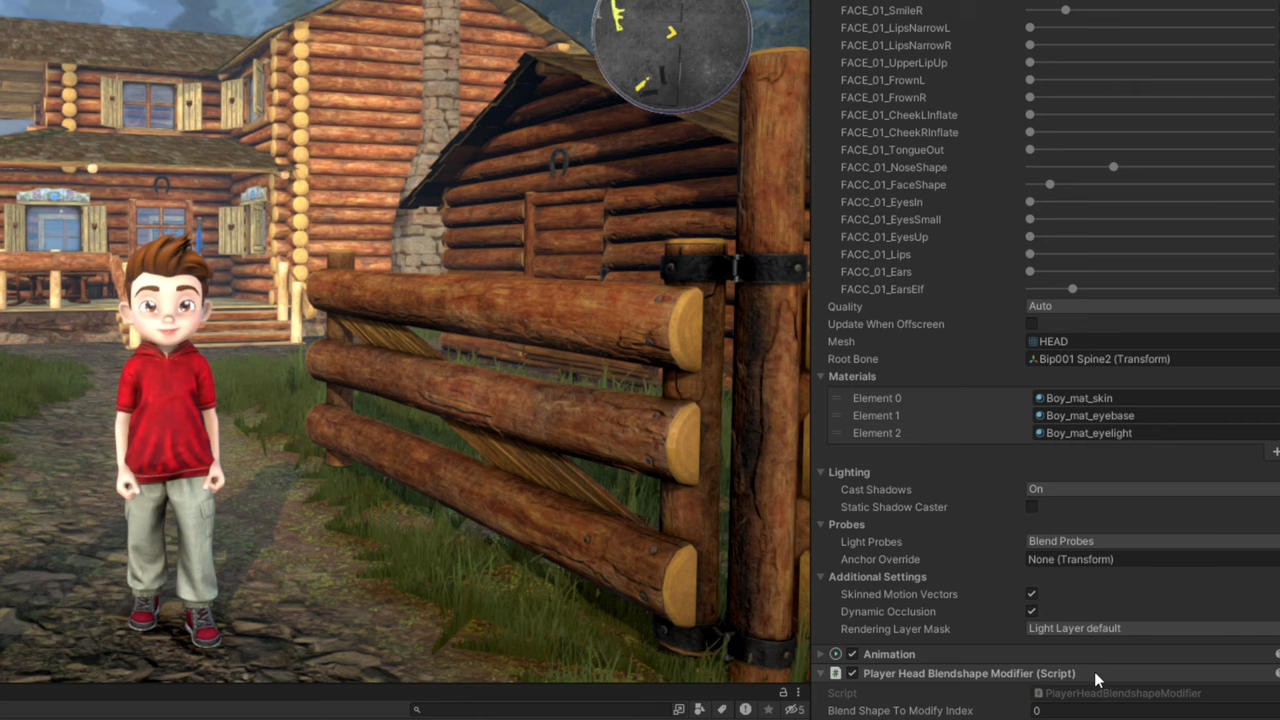 FACE_01_SmileR
FACE_01_LipsNarrowL
FACE_01_LipsNarrowR
FACE_01_UpperLipUp
FACE_01_FrownL
FACE_01_FrownR
FACE_01_CheekLInflate
FACE_01_CheekRInflate
FACE_01_TongueOut
FACC_01_NoseShape
FACC_01_FaceShape
FACC_01_EyesIn
FACC_01_EyesSmall
FACC_01_EyesUp
FACC_01_Lips
FACC_01_Ears
FACC_01_EarsElf
Quality Auto
Update When Offscreen
Mesh HEAD
Root Bone Bip001 Spine2 (Transform)
Materials
Element 0 Boy_mat_skin
Element 1 Boy_mat_eyebase
Element 2 Boy_mat_eyelight
Lighting
Cast Shadows On
Static Shadow Caster
Probes
Light Probes Blend Probes
Anchor Override None (Transform)
Additional Settings
Skinned Motion Vectors
Dynamic Occlusion
Rendering Layer Mask Light Layer default
Animation
Player Head Blendshape Modifier (Script)
Script PlayerHeadBlendshapeModifier
Blend Shape To Modify Index 0
5